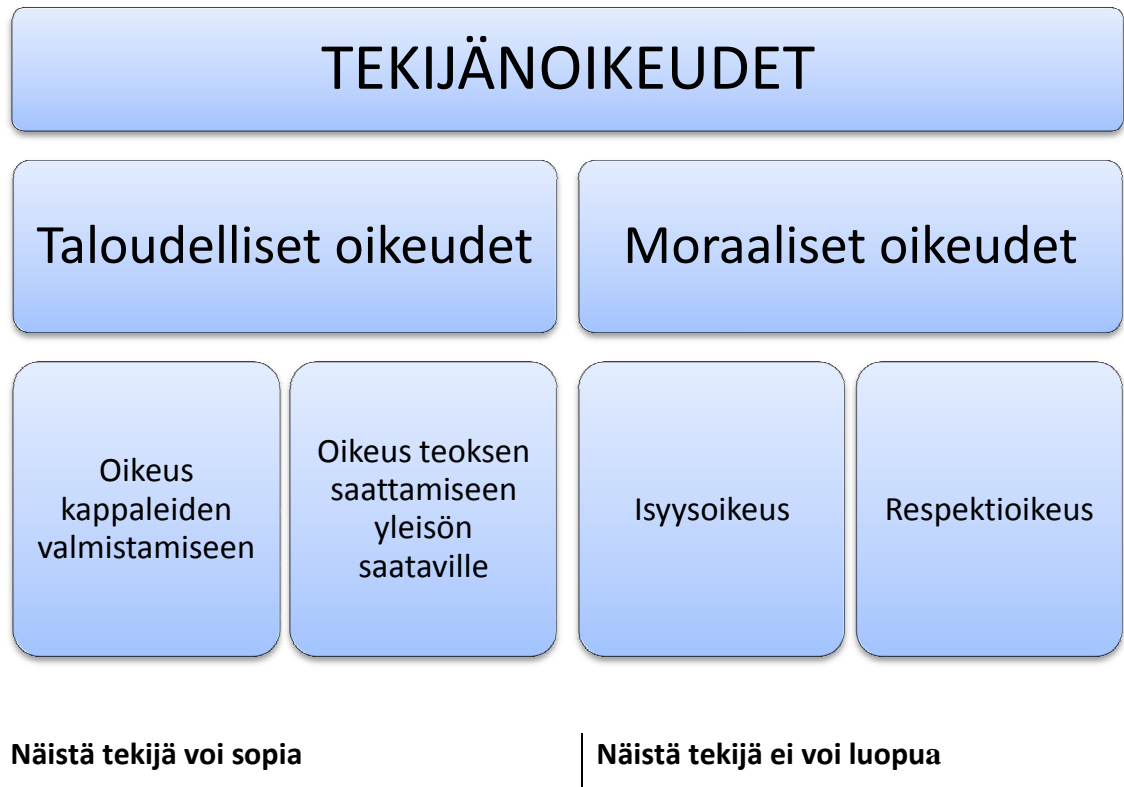 TEKIJÄNOIKEUDET
Taloudelliset oikeudet
Moraaliset oikeudet
Oikeus
kappaleiden
valmistamiseen
Oikeus teoksen
saattamiseen
yleisön
saataville
Isyysoikeus
Respektioikeus
Näistä tekijä voi sopia
Näistä tekijä ei voi luopua